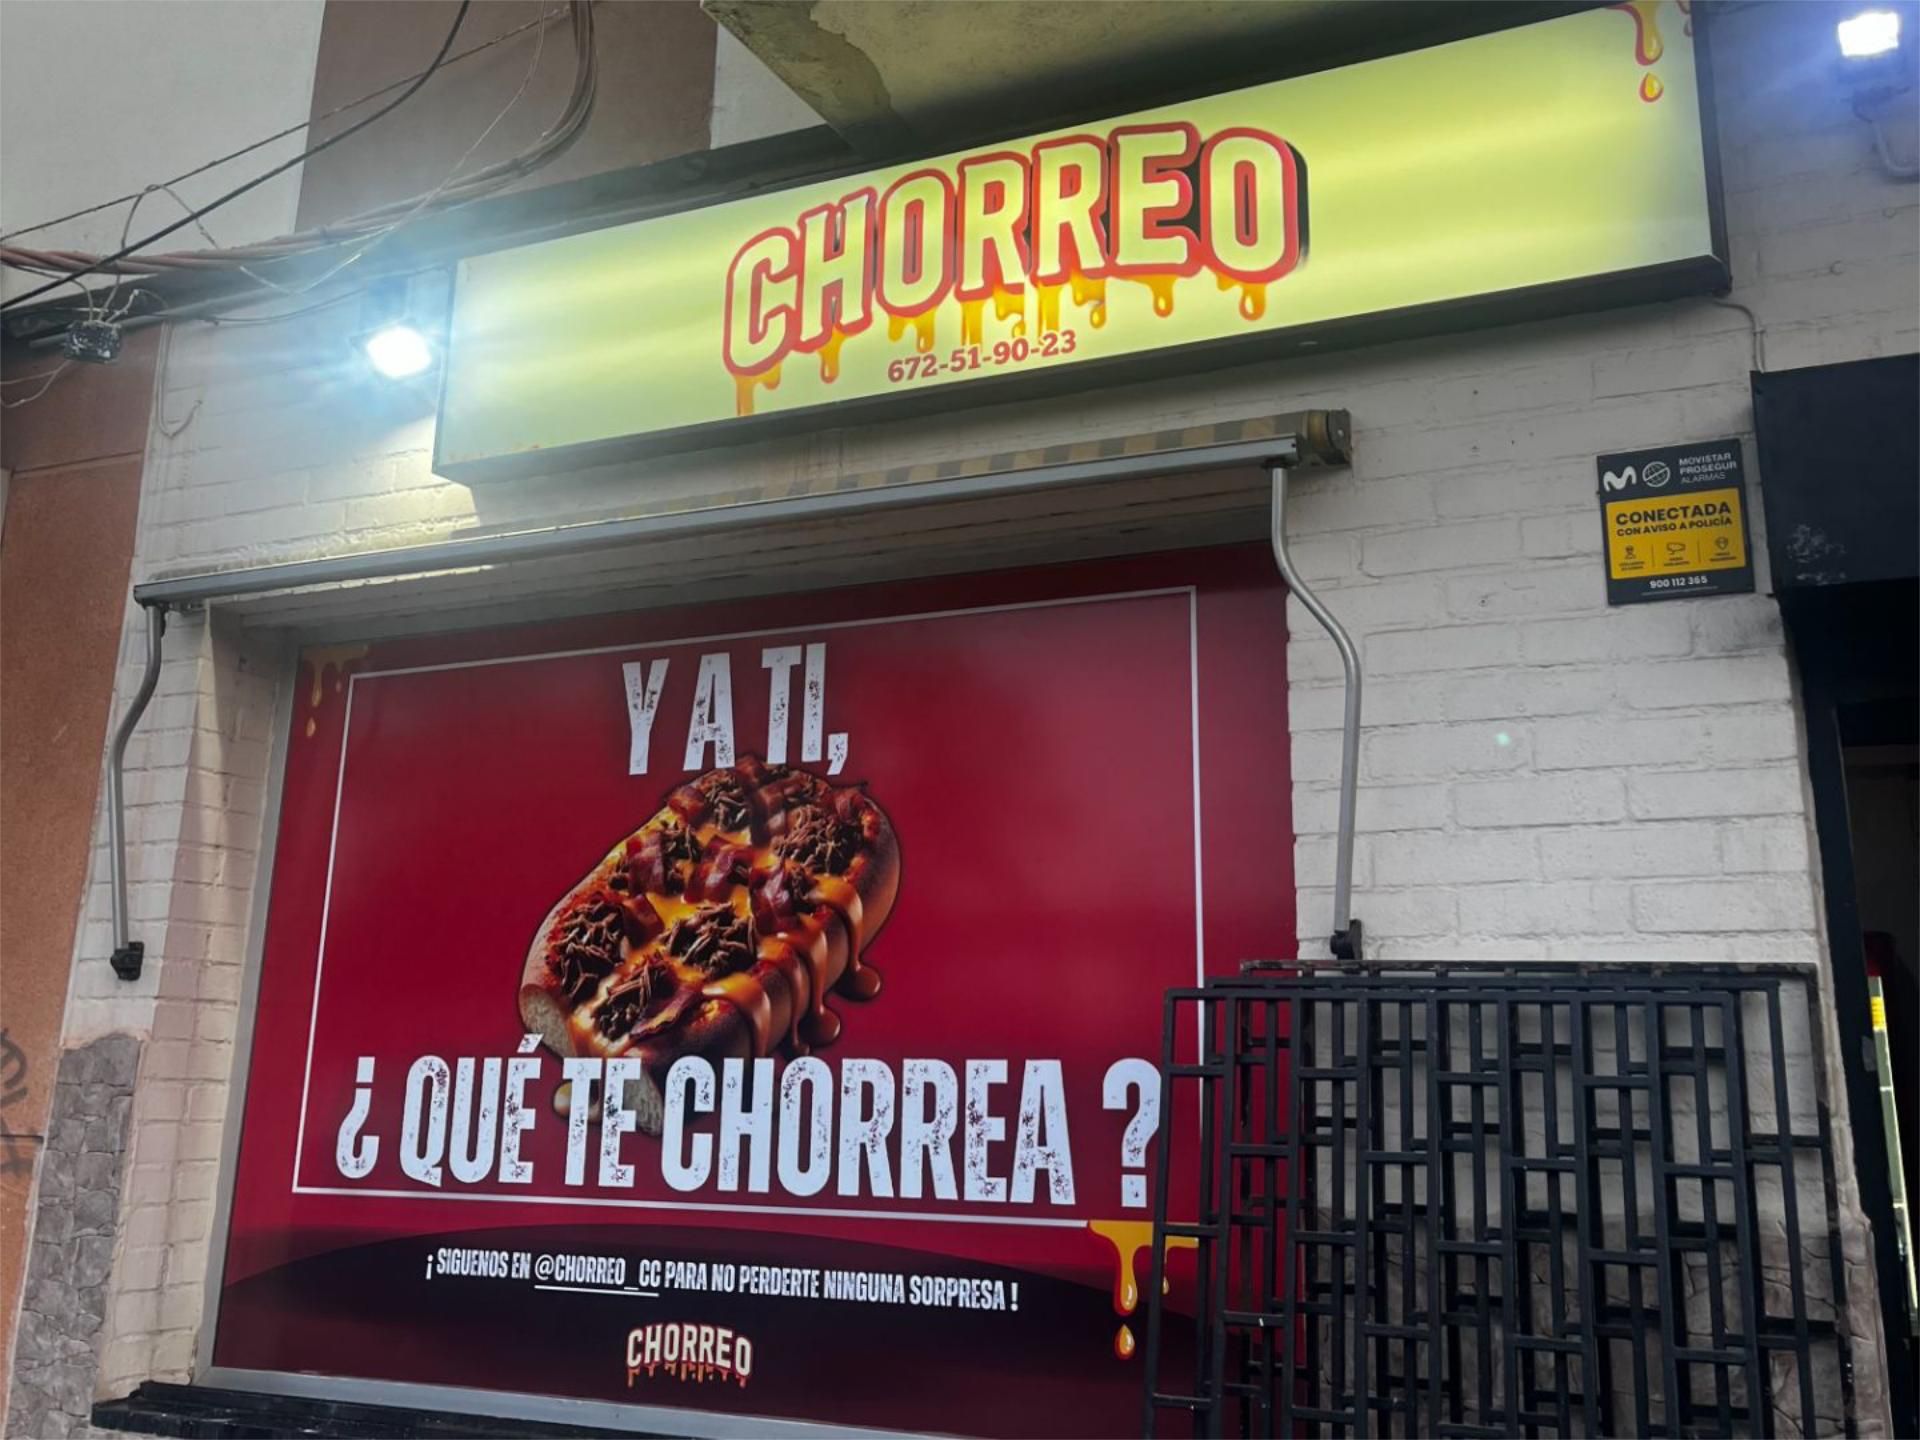 CHORREO
672-51-90-23
MOVISTAR
PROSEGUR
ALARMAS
CONECTADA
CON AVISO A POLICÍA
900 112 365
Y A TI,
¿ QUÉ TE CHORREA ?
¡ SIGUENOS EN @CHORREO_CC PARA NO PERDERTE NINGUNA SORPRESA !
CHORREO